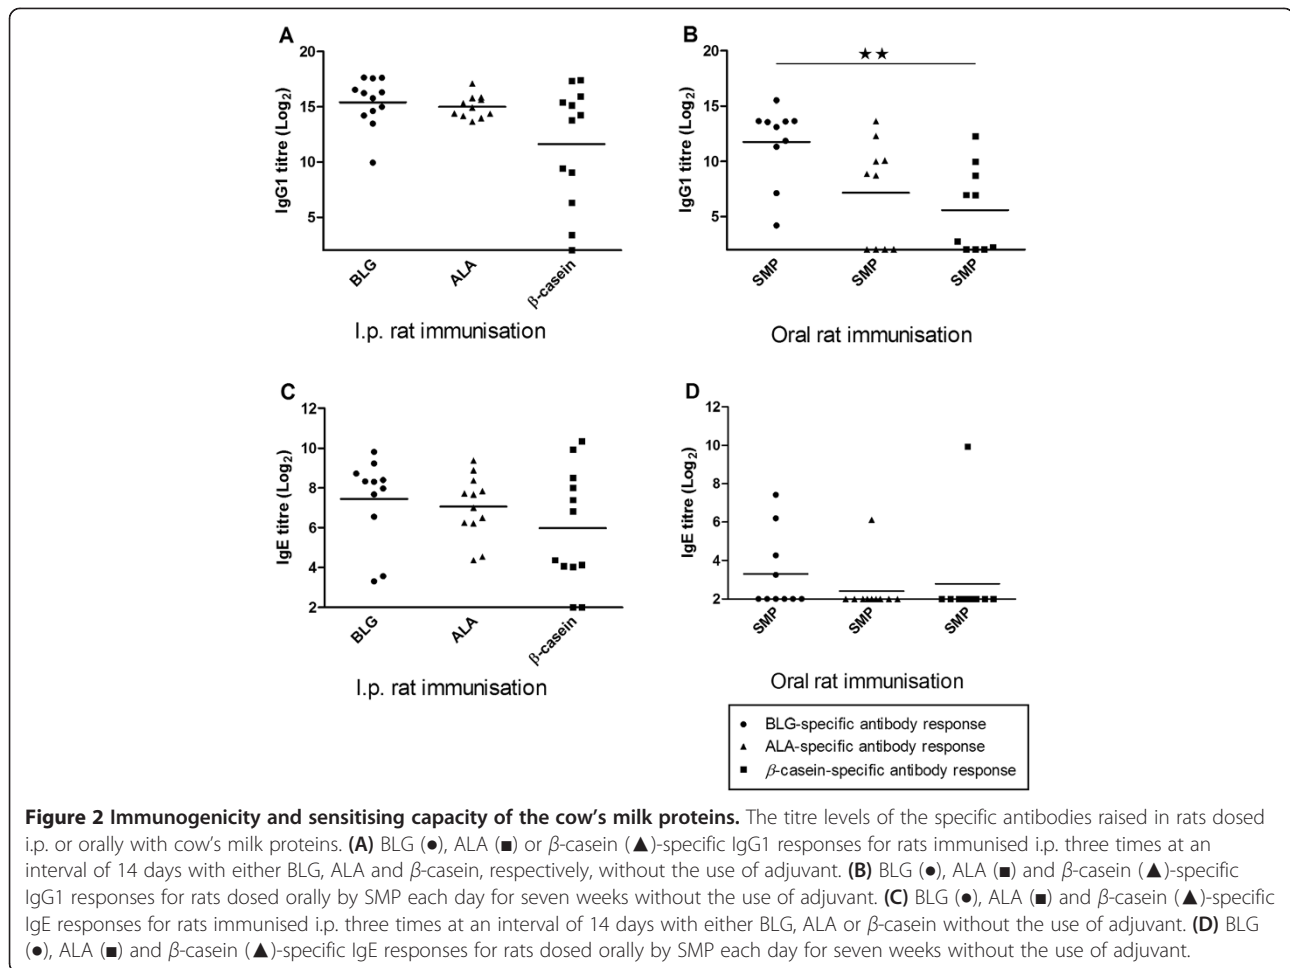 A
20
15
10
5
IgG1 titre (Log2)
BLG
ALA
β-casein
I.p. rat immunisation
B
★★
20
15
10
5
IgG1 titre (Log2)
SMP
SMP
SMP
Oral rat immunisation
C
12
10
8
6
4
2
IgE titre (Log2)
BLG
ALA
β-casein
I.p. rat immunisation
D
12
10
8
6
4
2
IgE titre (Log2)
SMP
SMP
SMP
Oral rat immunisation
● BLG-specific antibody response
▲ ALA-specific antibody response
■ β-casein-specific antibody response
Figure 2 Immunogenicity and sensitising capacity of the cow's milk proteins. The titre levels of the specific antibodies raised in rats dosed
i.p. or orally with cow's milk proteins. (A) BLG (●), ALA (■) or β-casein (▲)-specific IgG1 responses for rats immunised i.p. three times at an
interval of 14 days with either BLG, ALA and β-casein, respectively, without the use of adjuvant. (B) BLG (●), ALA (■) and β-casein (▲)-specific
IgG1 responses for rats dosed orally by SMP each day for seven weeks without the use of adjuvant. (C) BLG (●), ALA (■) and β-casein (▲)-specific
IgE responses for rats immunised i.p. three times at an interval of 14 days with either BLG, ALA or β-casein without the use of adjuvant. (D) BLG
(●), ALA (■) and β-casein (▲)-specific IgE responses for rats dosed orally by SMP each day for seven weeks without the use of adjuvant.